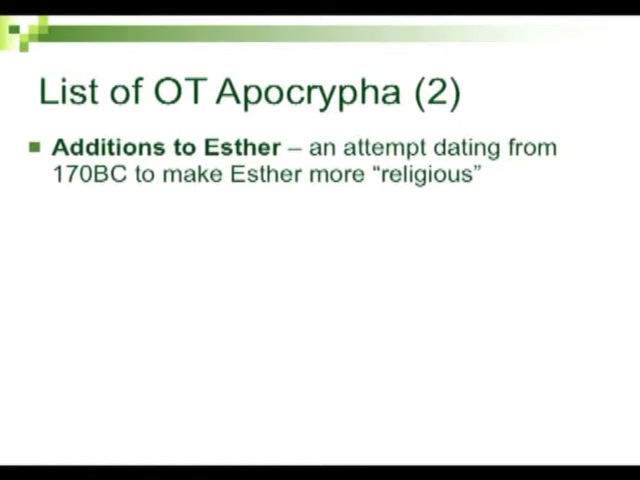 List of OT Apocrypha (2)
Additions to Esther – an attempt dating from
170BC to make Esther more “religious”